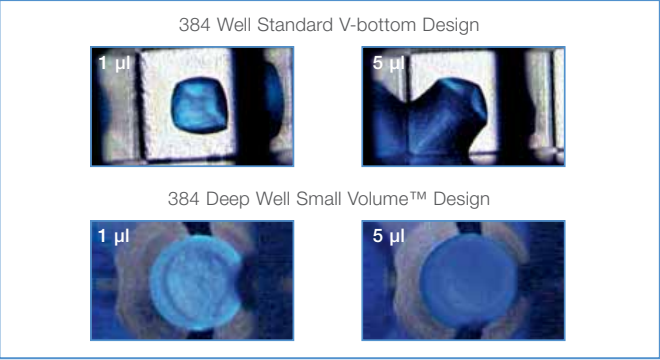 384 Well Standard V-bottom Design
1 µl
5 µl
384 Deep Well Small Volume™ Design
1 µl
5 µl